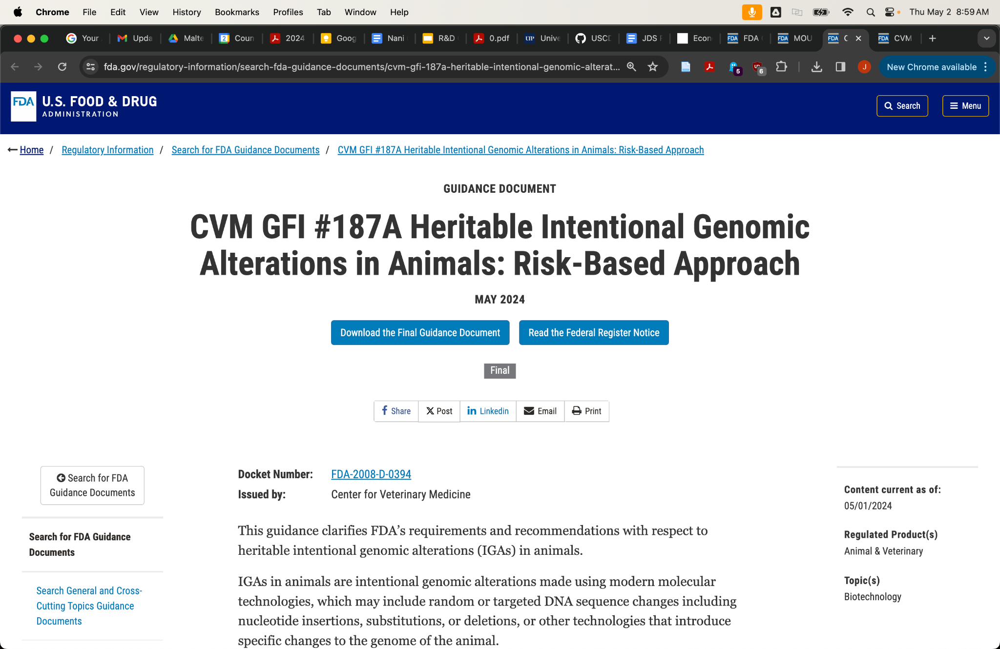 Chrome File Edit View History Bookmarks Profiles Tab Window Help Thu May 2 8:59 AM
Your Upda Malte 2 Coun 2024 Goog Nani R&D 0.pdf UIP Unive USCD JDS Econ FDA FDA FDA MOU FDA C FDA CVM
fda.gov/regulatory-information/search-fda-guidance-documents/cvm-gfi-187a-heritable-intentional-genomic-alterat... 5 6 J New Chrome available
FDA U.S. FOOD & DRUG
ADMINISTRATION
Search Menu
Home / Regulatory Information / Search for FDA Guidance Documents / CVM GFI #187A Heritable Intentional Genomic Alterations in Animals: Risk-Based Approach
GUIDANCE DOCUMENT
CVM GFI #187A Heritable Intentional Genomic
Alterations in Animals: Risk-Based Approach
MAY 2024
Download the Final Guidance Document Read the Federal Register Notice
Final
Share Post Linkedin Email Print
Search for FDA
Guidance Documents
Search for FDA Guidance
Documents
Search General and Cross-
Cutting Topics Guidance
Documents
Docket Number: FDA-2008-D-0394
Issued by: Center for Veterinary Medicine
This guidance clarifies FDA’s requirements and recommendations with respect to
heritable intentional genomic alterations (IGAs) in animals.
IGAs in animals are intentional genomic alterations made using modern molecular
technologies, which may include random or targeted DNA sequence changes including
nucleotide insertions, substitutions, or deletions, or other technologies that introduce
specific changes to the genome of the animal.
Content current as of:
05/01/2024
Regulated Product(s)
Animal & Veterinary
Topic(s)
Biotechnology